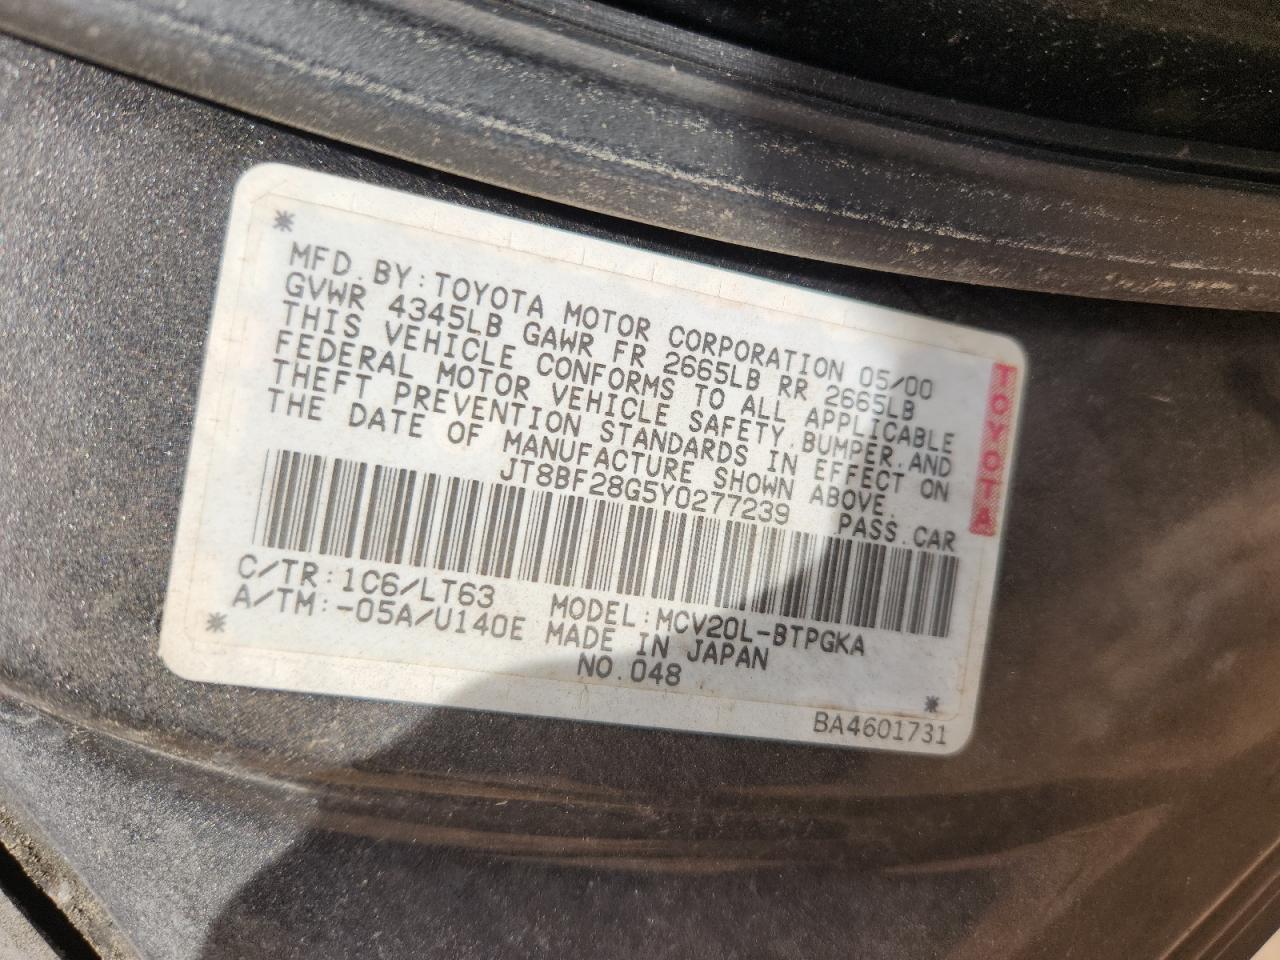 MFD.BY:TOYOTA MOTOR CORPORATION 05/00
GVWR 4345LB GAWR FR 2665LB RR 2665LB
THIS VEHICLE CONFORMS TO ALL APPLICABLE
FEDERAL MOTOR VEHICLE SAFETY,BUMPER,AND
THEFT PREVENTION STANDARDS IN EFFECT ON
THE DATE OF MANUFACTURE SHOWN ABOVE.
JT8BF28G5Y0277239 PASS.CAR
C/TR:1C6/LT63 MODEL:MCV20L-BTPGKA
A/TM:-05A/U140E MADE IN JAPAN
NO.048
BA4601731
TOYOTA